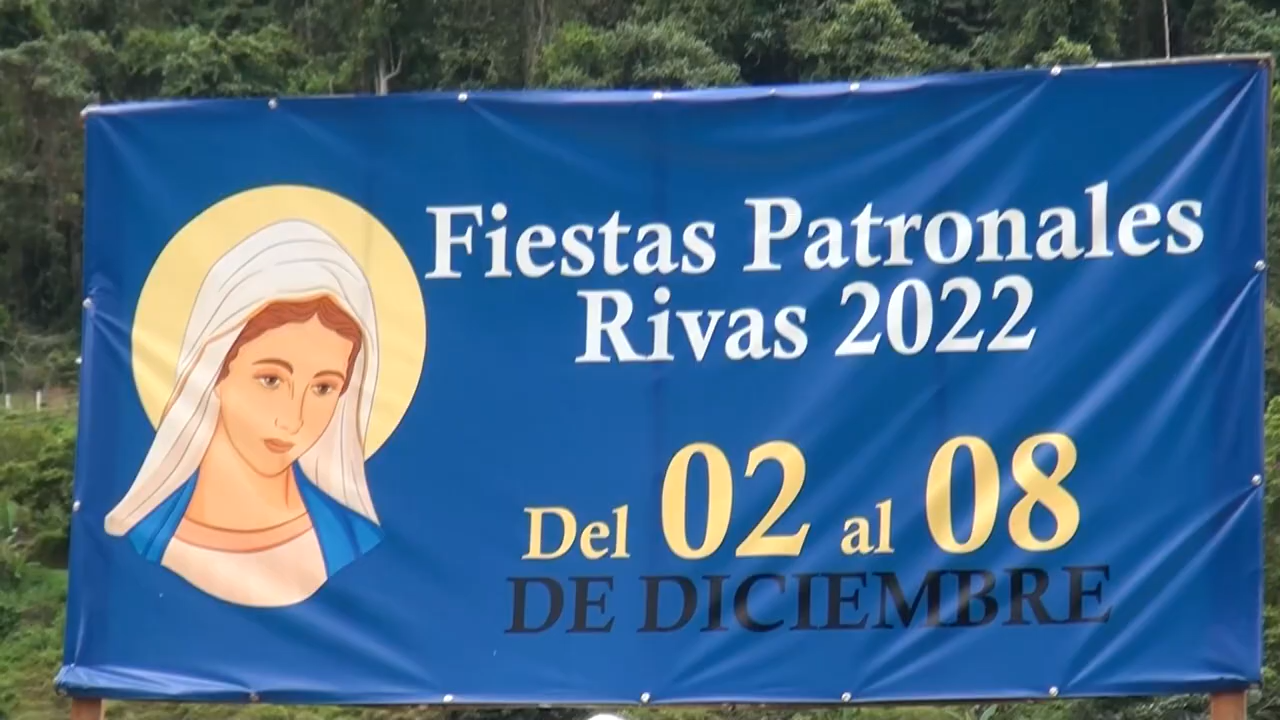 Fiestas Patronales
Rivas 2022
Del 02 al 08
DE DICIEMBRE